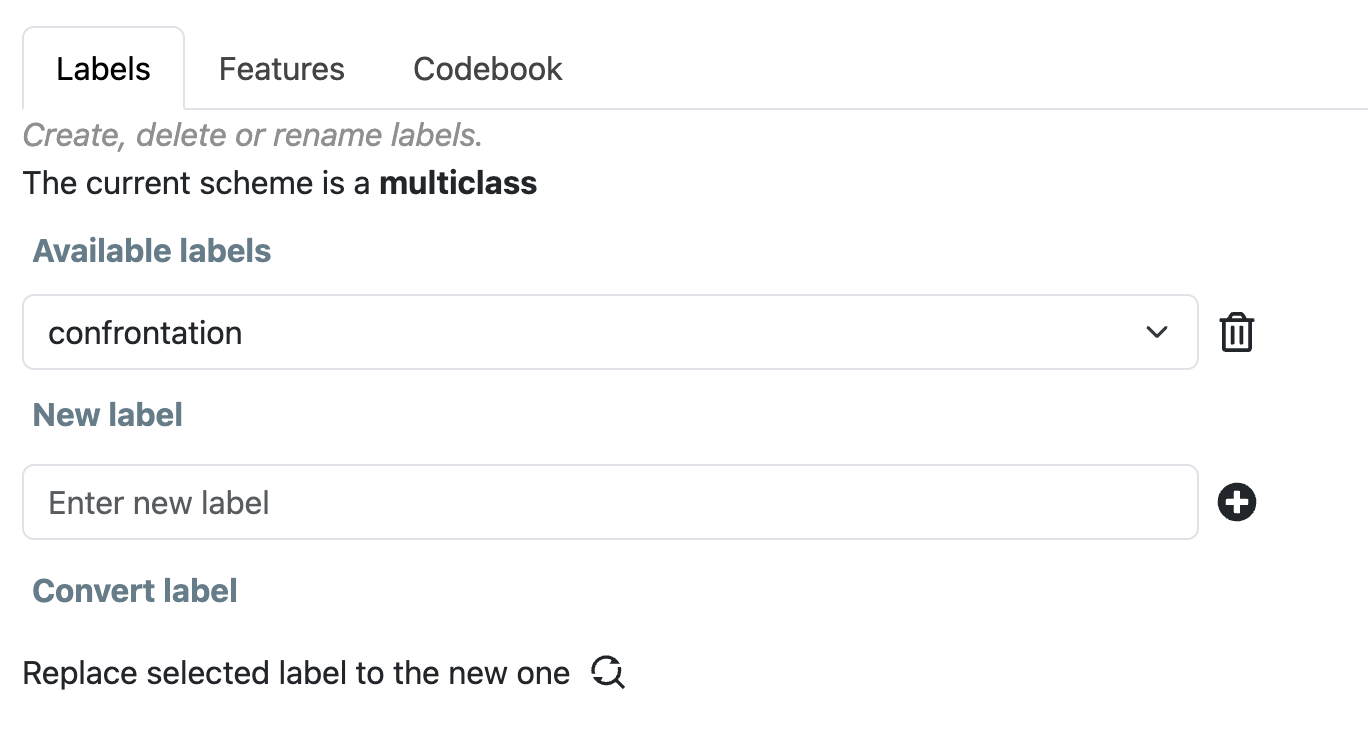 Labels Features Codebook
Create, delete or rename labels.
The current scheme is a multiclass
Available labels
confrontation
New label
Enter new label
Convert label
Replace selected label to the new one